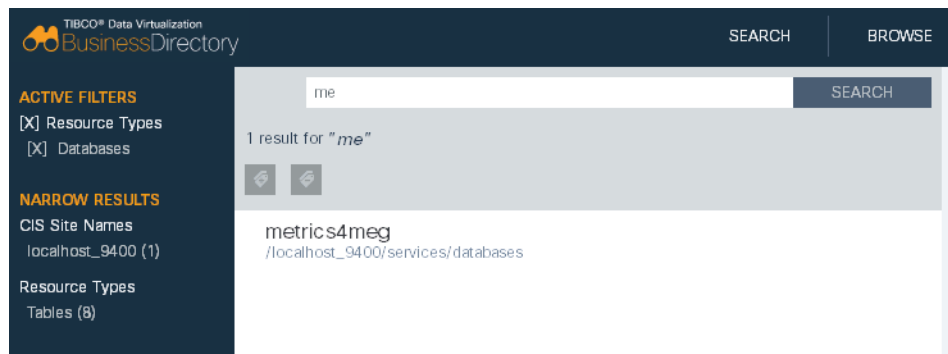 TIBCO® Data Virtualization
BusinessDirectory
SEARCH
BROWSE
ACTIVE FILTERS
[X] Resource Types
[X] Databases
NARROW RESULTS
CIS Site Names
localhost_9400 (1)
Resource Types
Tables (8)
me
SEARCH
1 result for "me"
metrics4meg
/localhost_9400/services/databases